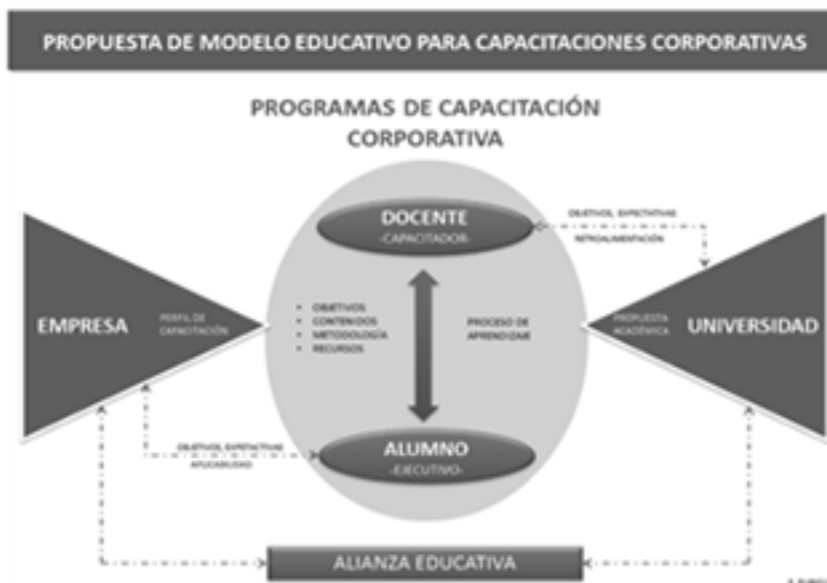 PROPUESTA DE MODELO EDUCATIVO PARA CAPACITACIONES CORPORATIVAS
PROGRAMAS DE CAPACITACIÓN
CORPORATIVA
DOCENTE
-CAPACITADOR-
OBJETIVOS, EXPECTATIVAS
RETROALIMENTACIÓN
EMPRESA
PERFIL DE
CAPACITACIÓN
• OBJETIVOS
• CONTENIDOS
• METODOLOGÍA
• RECURSOS
PROCESO DE
APRENDIZAJE
PROPUESTA
ACADÉMICA
UNIVERSIDAD
OBJETIVOS,
APLICABILIDAD
ALUMNO
-EJECUTIVO-
ALIANZA EDUCATIVA